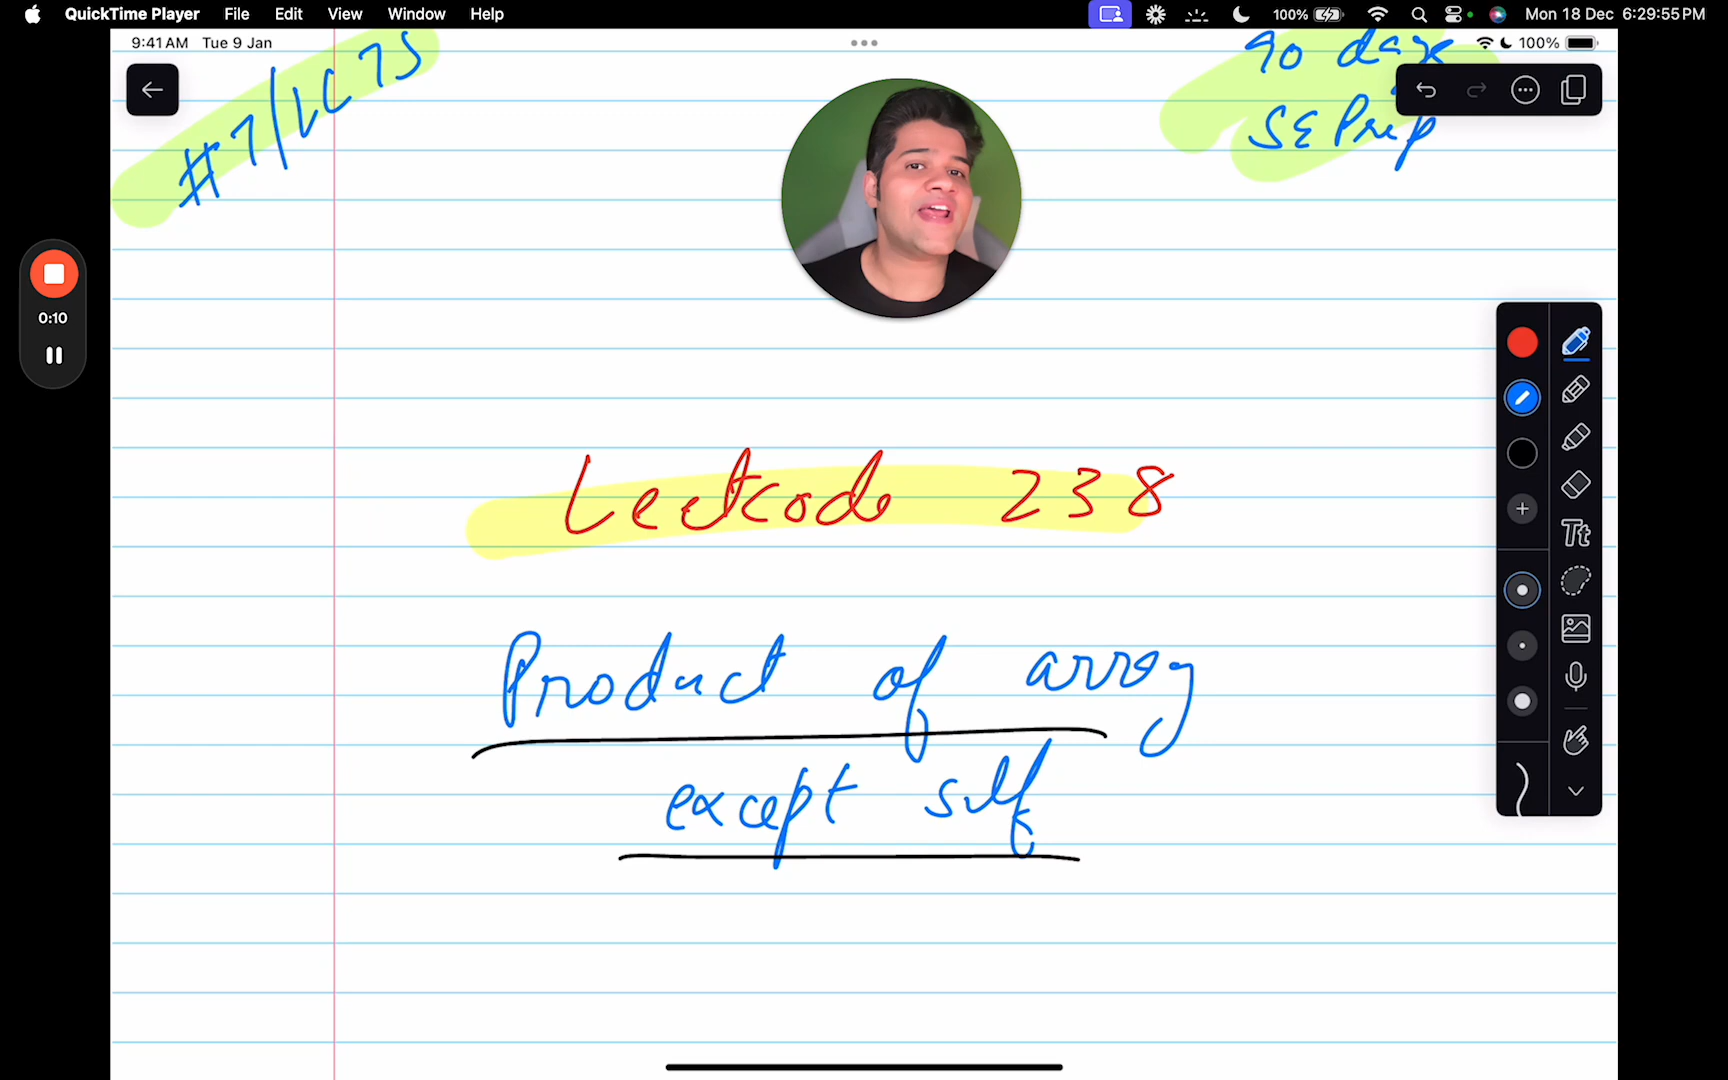 QuickTime Player File Edit View Window Help 100% Mon 18 Dec 6:29:55 PM
9:41 AM Tue 9 Jan 100%
#7/LC75
90 days
SE Prep
0:10
Leetcode 238
Tt
Product of array
except self